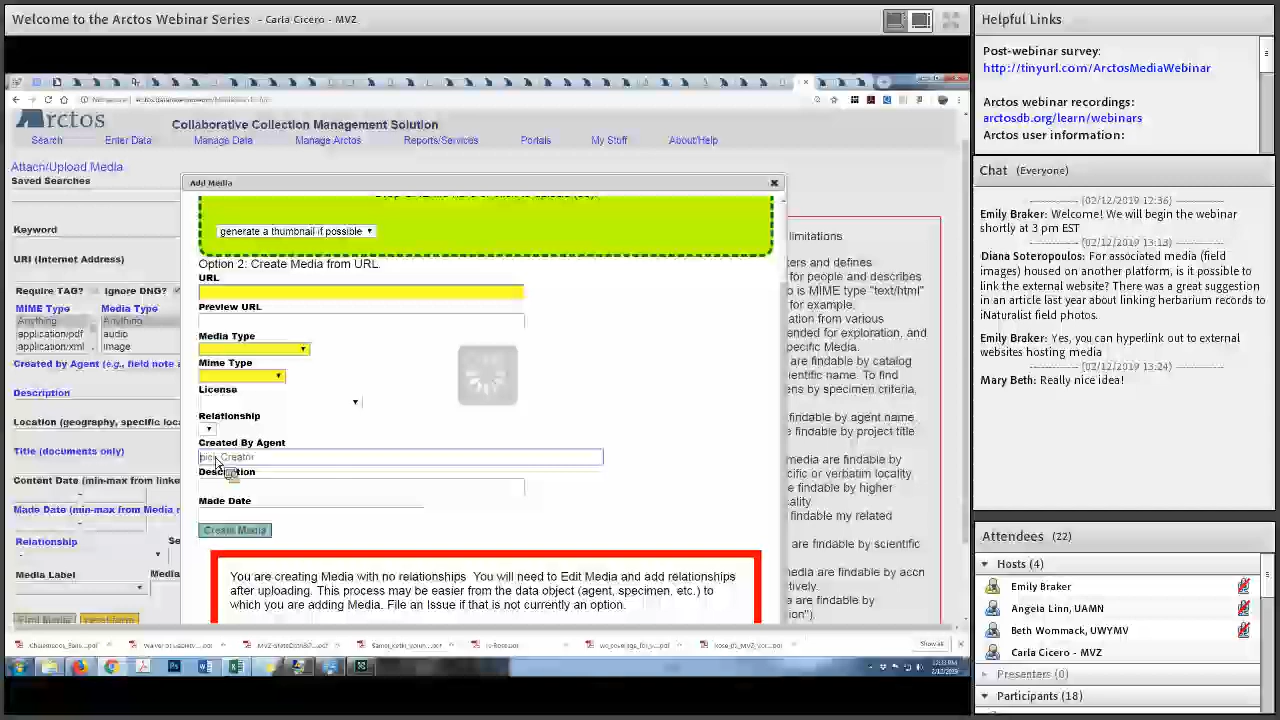 Welcome to the Arctos Webinar Series - Carla Cicero - MVZ
Arctos
Collaborative Collection Management Solution
Search Enter Data Manage Data Manage Arctos Reports/Services Portals My Stuff About/Help
Attach/Upload Media
Saved Searches
Keyword
URI (Internet Address)
Require TAG? Ignore DNG?
MIME Type Media Type
Anything Anything
application/pdf audio
application/xml image
Created by Agent (e.g., field note
Description
Location (geography, specific local
Title (documents only)
Content Date (min-max from linke
Made Date (min-max from Media r
Relationship
Media Label Media
Find Media
Add Media
generate a thumbnail if possible
Option 2: Create Media from URL.
URL
Preview URL
Media Type
Mime Type
License
Relationship
Created By Agent
pick Creator
Description
Made Date
Create Media
You are creating Media with no relationships. You will need to Edit Media and add relationships
after uploading. This process may be easier from the data object (agent, specimen, etc.) to
which you are adding Media. File an Issue if that is not currently an option.
limitations
kers and defines
for people and describes
o is MIME type "text/html"
for example.
ation from various
ended for exploration, and
pecific Media.
are findable by catalog
ientific name. To find
ens by specimen criteria,
findable by agent name.
e findable by project title
media are findable by
cific or verbatim locality
e findable by higher
ality
findable my related
are findable by scientific
media are findable by accn
are findable by
ion").
Show all
2/12/2019
Helpful Links
Post-webinar survey:
http://tinyurl.com/ArctosMediaWebinar
Arctos webinar recordings:
arctosdb.org/learn/webinars
Arctos user information:
Chat (Everyone)
(02/12/2019 12:36)
Emily Braker: Welcome! We will begin the webinar
shortly at 3 pm EST
(02/12/2019 13:13)
Diana Soteropoulos: For associated media (field
images) housed on another platform, is it possible to
link the external website? There was a great suggestion
in an article last year about linking herbarium records to
iNaturalist field photos.
Emily Braker: Yes, you can hyperlink out to external
websites hosting media
(02/12/2019 13:24)
Mary Beth: Really nice idea!
Attendees (22)
Hosts (4)
Emily Braker
Angela Linn, UAMN
Beth Wommack, UWYMV
Carla Cicero - MVZ
Presenters (0)
Participants (18)